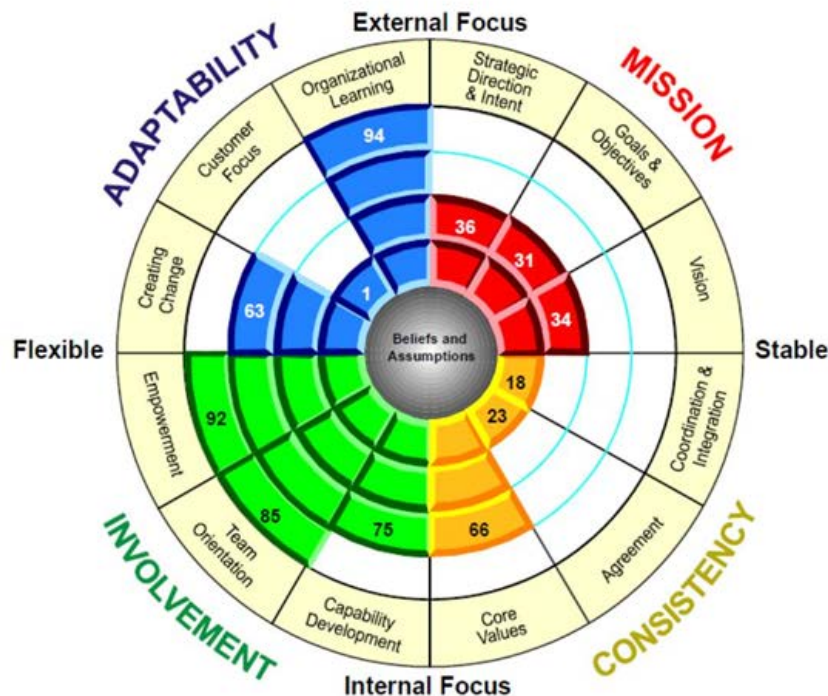 External Focus
ADAPTABILITY
MISSION
Organizational
Learning
Strategic
Direction
& Intent
Customer
Focus
Goals &
Objectives
Creating
Change
Vision
94
36
31
63
1
34
Flexible
Beliefs and
Assumptions
Stable
Empowerment
92
18
23
Coordination &
Integration
Team
Orientation
85
75
66
Agreement
Capability
Development
Core
Values
INVOLVEMENT
CONSISTENCY
Internal Focus